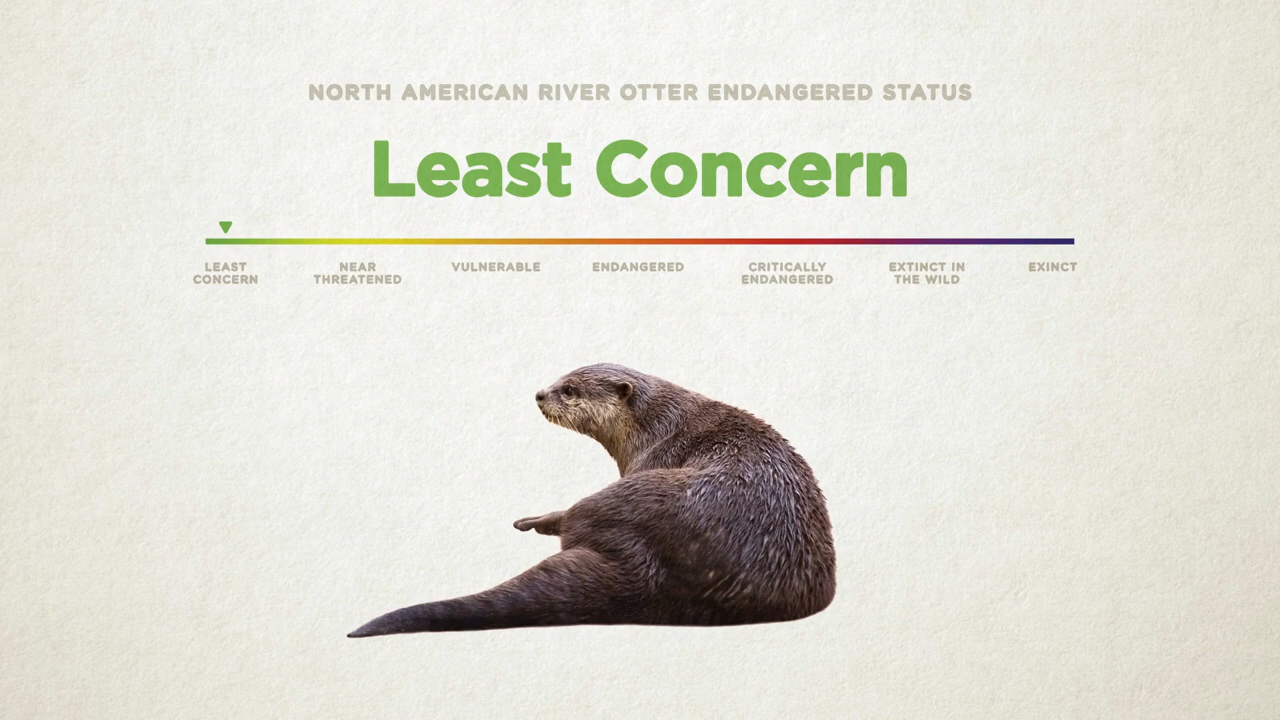 NORTH AMERICAN RIVER OTTER ENDANGERED STATUS
Least Concern
LEAST
CONCERN
NEAR
THREATENED
VULNERABLE
ENDANGERED
CRITICALLY
ENDANGERED
EXTINCT IN
THE WILD
EXINCT